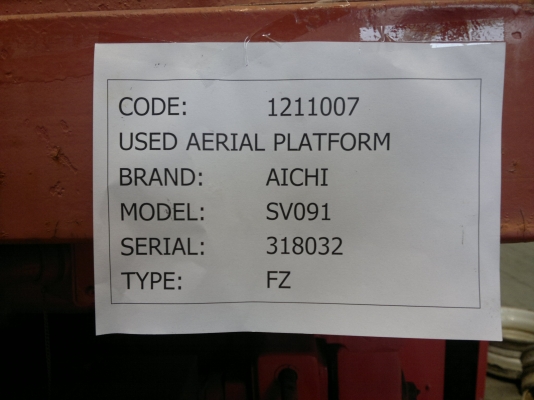 CODE: 1211007
USED AERIAL PLATFORM
BRAND: AICHI
MODEL: SV091
SERIAL: 318032
TYPE: FZ